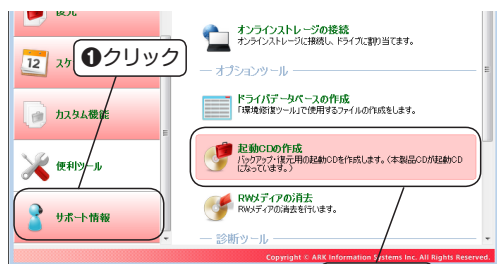 復元
12 スケ
❶クリック
カスタム機能
便利ツール
サポート情報
オンラインストレージの接続
オンラインストレージに接続し、ドライブに割り当てます。
オプションツール
ドライバデータベースの作成
「環境修復ツール」で使用するファイルの作成をします。
起動CDの作成
バックアップ・復元用の起動CDを作成します。（本製品CDが起動CD
になっています。）
RWメディアの消去
RWメディアの消去を行います。
診断ツール
Copyright © ARK Information Systems Inc. All Rights Reserved.